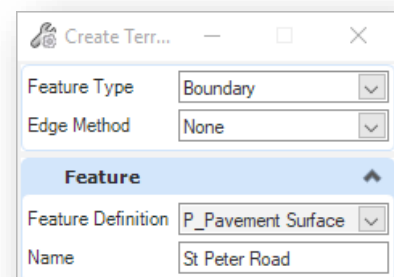 Create Terr...
Feature Type Boundary
Edge Method None
Feature
Feature Definition P_Pavement Surface
Name St Peter Road